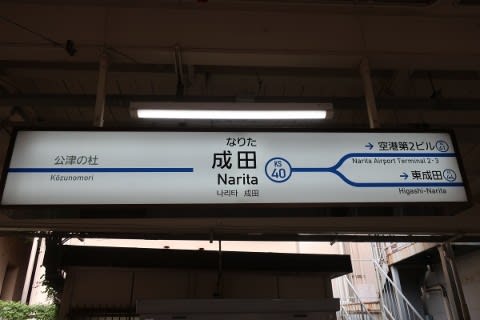 公津の杜
Kōzunomori
なりた
成田
Narita
나리타 成田
KS
40
→ 空港第2ビル
Narita Airport Terminal 2・3
→ 東成田
Higashi-Narita